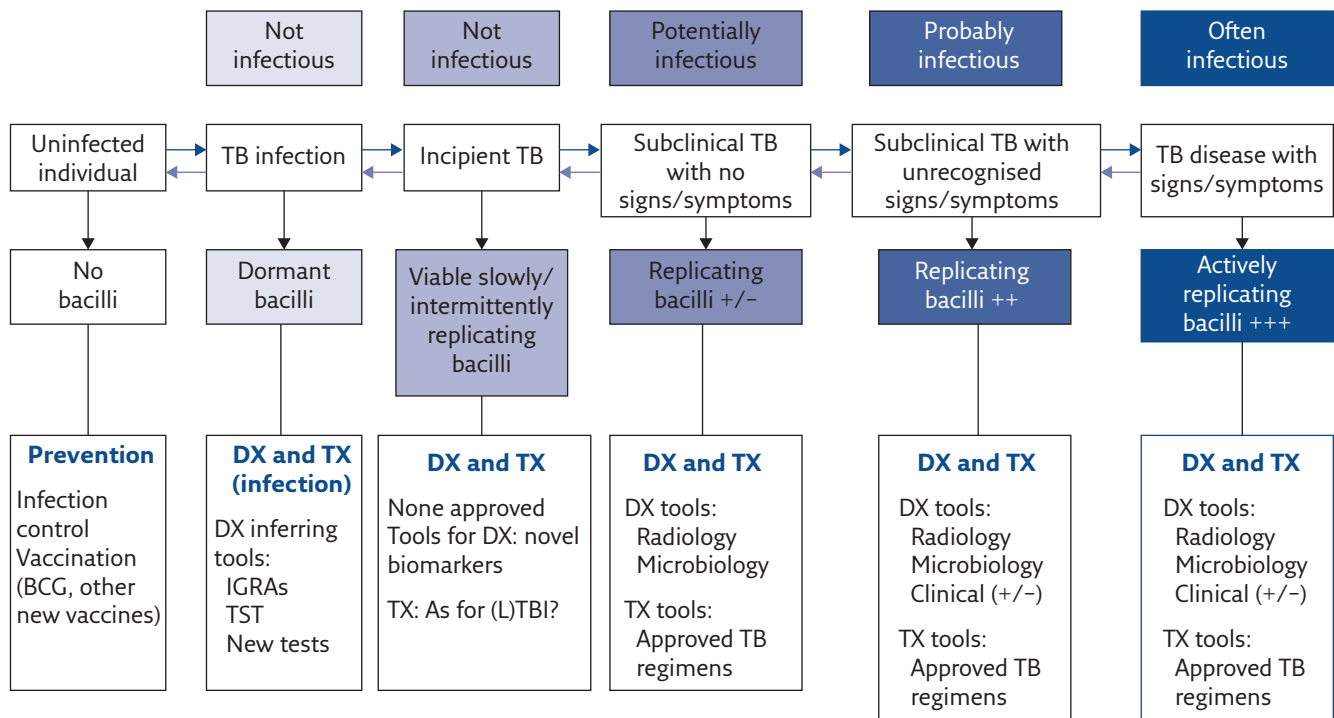 Not
infectious
Not
infectious
Potentially
infectious
Probably
infectious
Often
infectious
Uninfected
individual
TB infection
Incipient TB
Subclinical TB
with no
signs/symptoms
Subclinical TB with
unrecognised
signs/symptoms
TB disease with
signs/symptoms
No
bacilli
Dormant
bacilli
Viable slowly/
intermittently
replicating
bacilli
Replicating
bacilli +/−
Replicating
bacilli ++
Actively
replicating
bacilli +++
Prevention
Infection
control
Vaccination
(BCG, other
new vaccines)
DX and TX
(infection)
DX inferring
tools:
IGRAs
TST
New tests
DX and TX
None approved
Tools for DX: novel
biomarkers
TX: As for (L)TBI?
DX and TX
DX tools:
Radiology
Microbiology
TX tools:
Approved TB
regimens
DX and TX
DX tools:
Radiology
Microbiology
Clinical (+/−)
TX tools:
Approved TB
regimens
DX and TX
DX tools:
Radiology
Microbiology
Clinical (+/−)
TX tools:
Approved TB
regimens